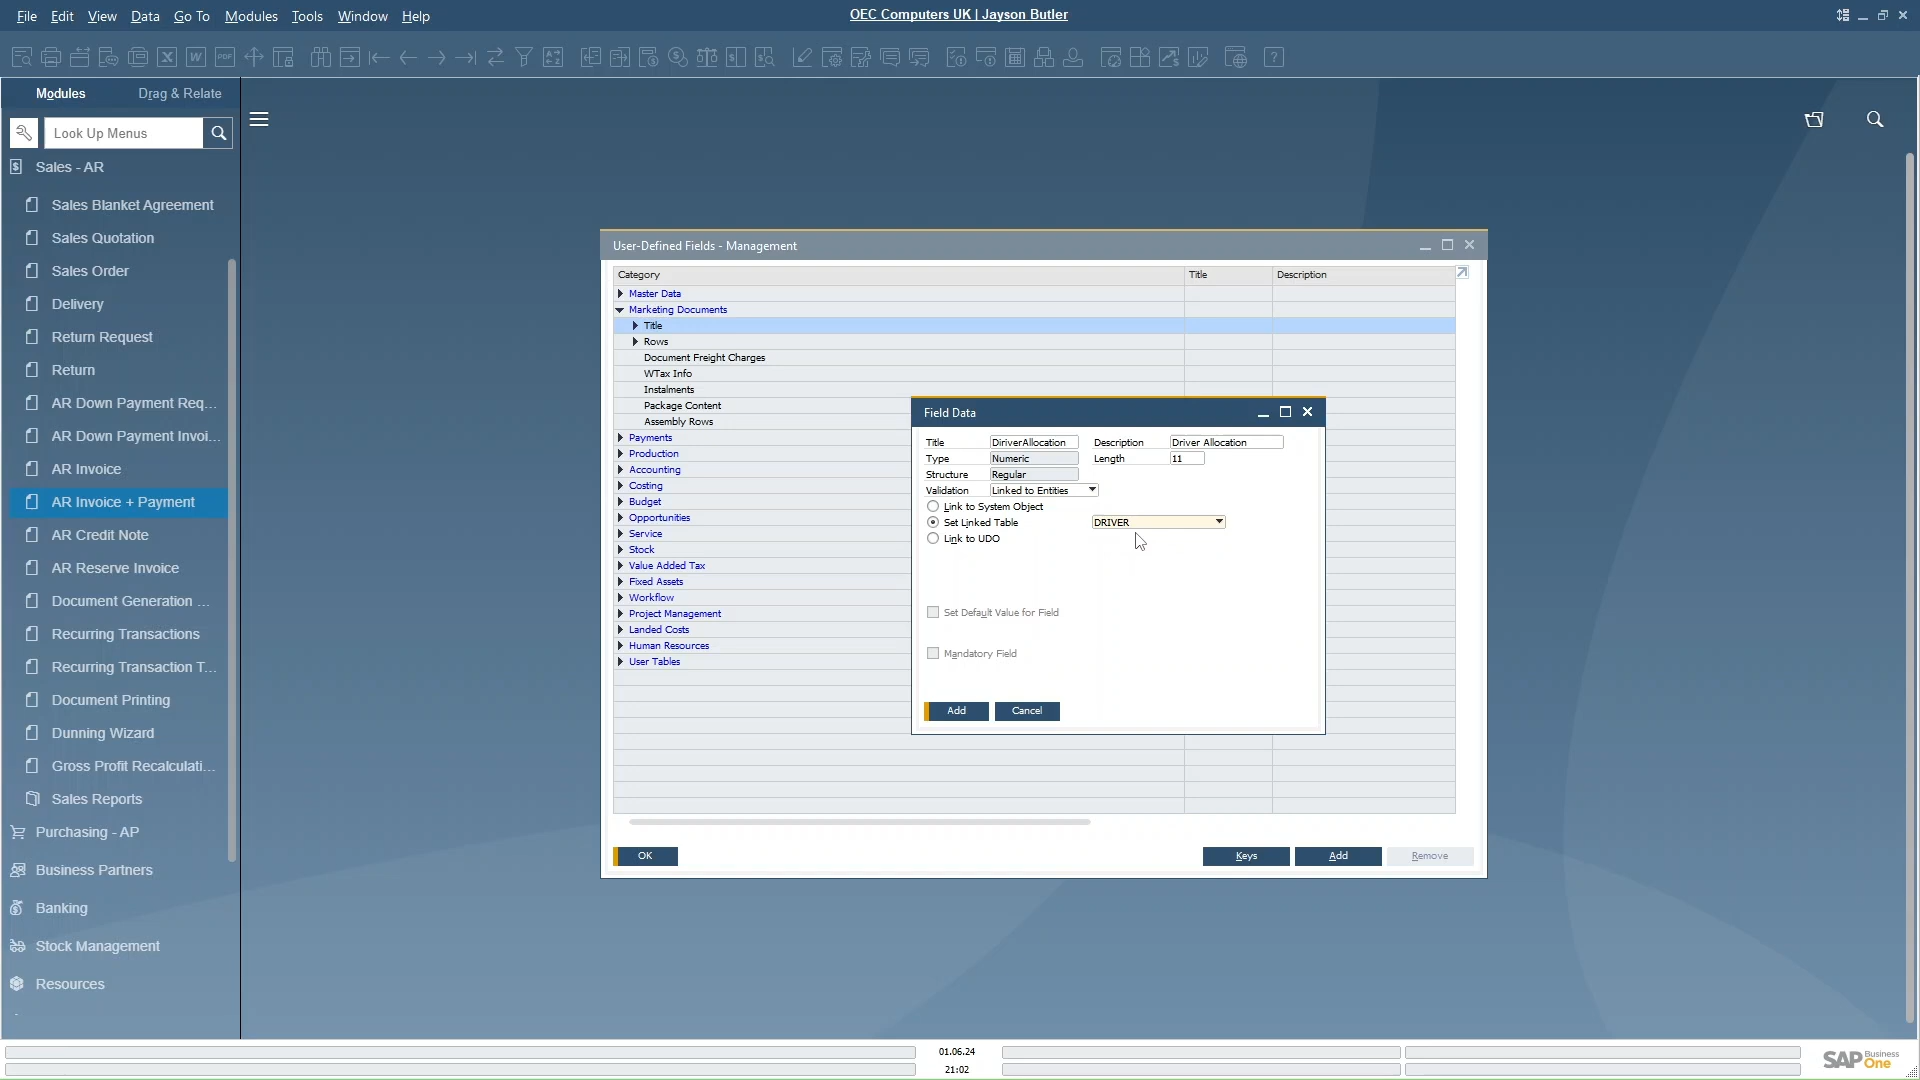 File Edit View Data Go To Modules Tools Window Help
OEC Computers UK | Jayson Butler
Modules
Drag & Relate
Look Up Menus
Sales - AR
Sales Blanket Agreement
Sales Quotation
Sales Order
Delivery
Return Request
Return
AR Down Payment Req...
AR Down Payment Invoi...
AR Invoice
AR Invoice + Payment
AR Credit Note
AR Reserve Invoice
Document Generation ...
Recurring Transactions
Recurring Transaction T...
Document Printing
Dunning Wizard
Gross Profit Recalculati...
Sales Reports
Purchasing - AP
Business Partners
Banking
Stock Management
Resources
User-Defined Fields - Management
Category Title Description
Master Data
Marketing Documents
Title
Rows
Document Freight Charges
WTax Info
Instalments
Package Content
Assembly Rows
Payments
Production
Accounting
Costing
Budget
Opportunities
Service
Stock
Value Added Tax
Fixed Assets
Workflow
Project Management
Landed Costs
Human Resources
User Tables
OK
Keys
Add
Remove
Field Data
Title DiriverAllocation Description Driver Allocation
Type Numeric Length 11
Structure Regular
Validation Linked to Entities
Link to System Object
Set Linked Table DRIVER
Link to UDO
Set Default Value for Field
Mandatory Field
Add
Cancel
01.06.24
21:02
SAP Business One